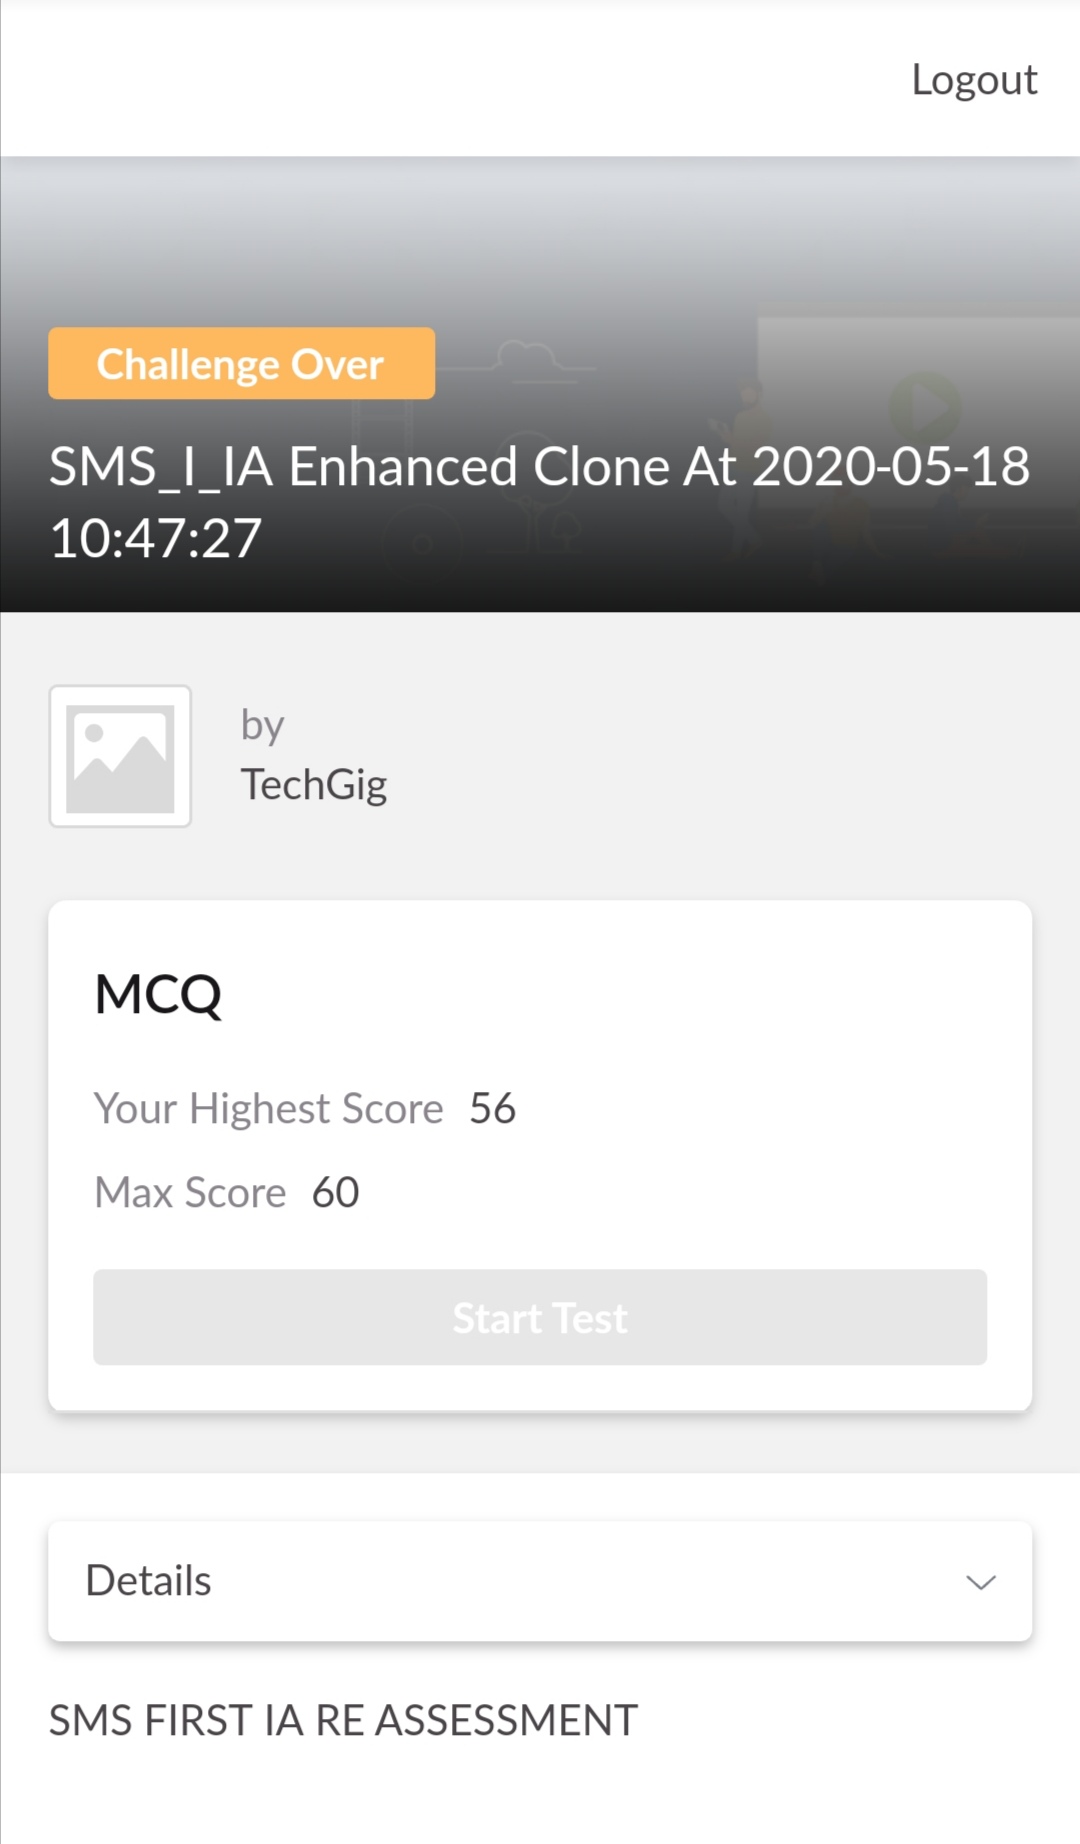 Logout
Challenge Over
SMS_I_IA Enhanced Clone At 2020-05-18
10:47:27
by
TechGig
MCQ
Your Highest Score 56
Max Score 60
Start Test
Details
SMS FIRST IA RE ASSESSMENT